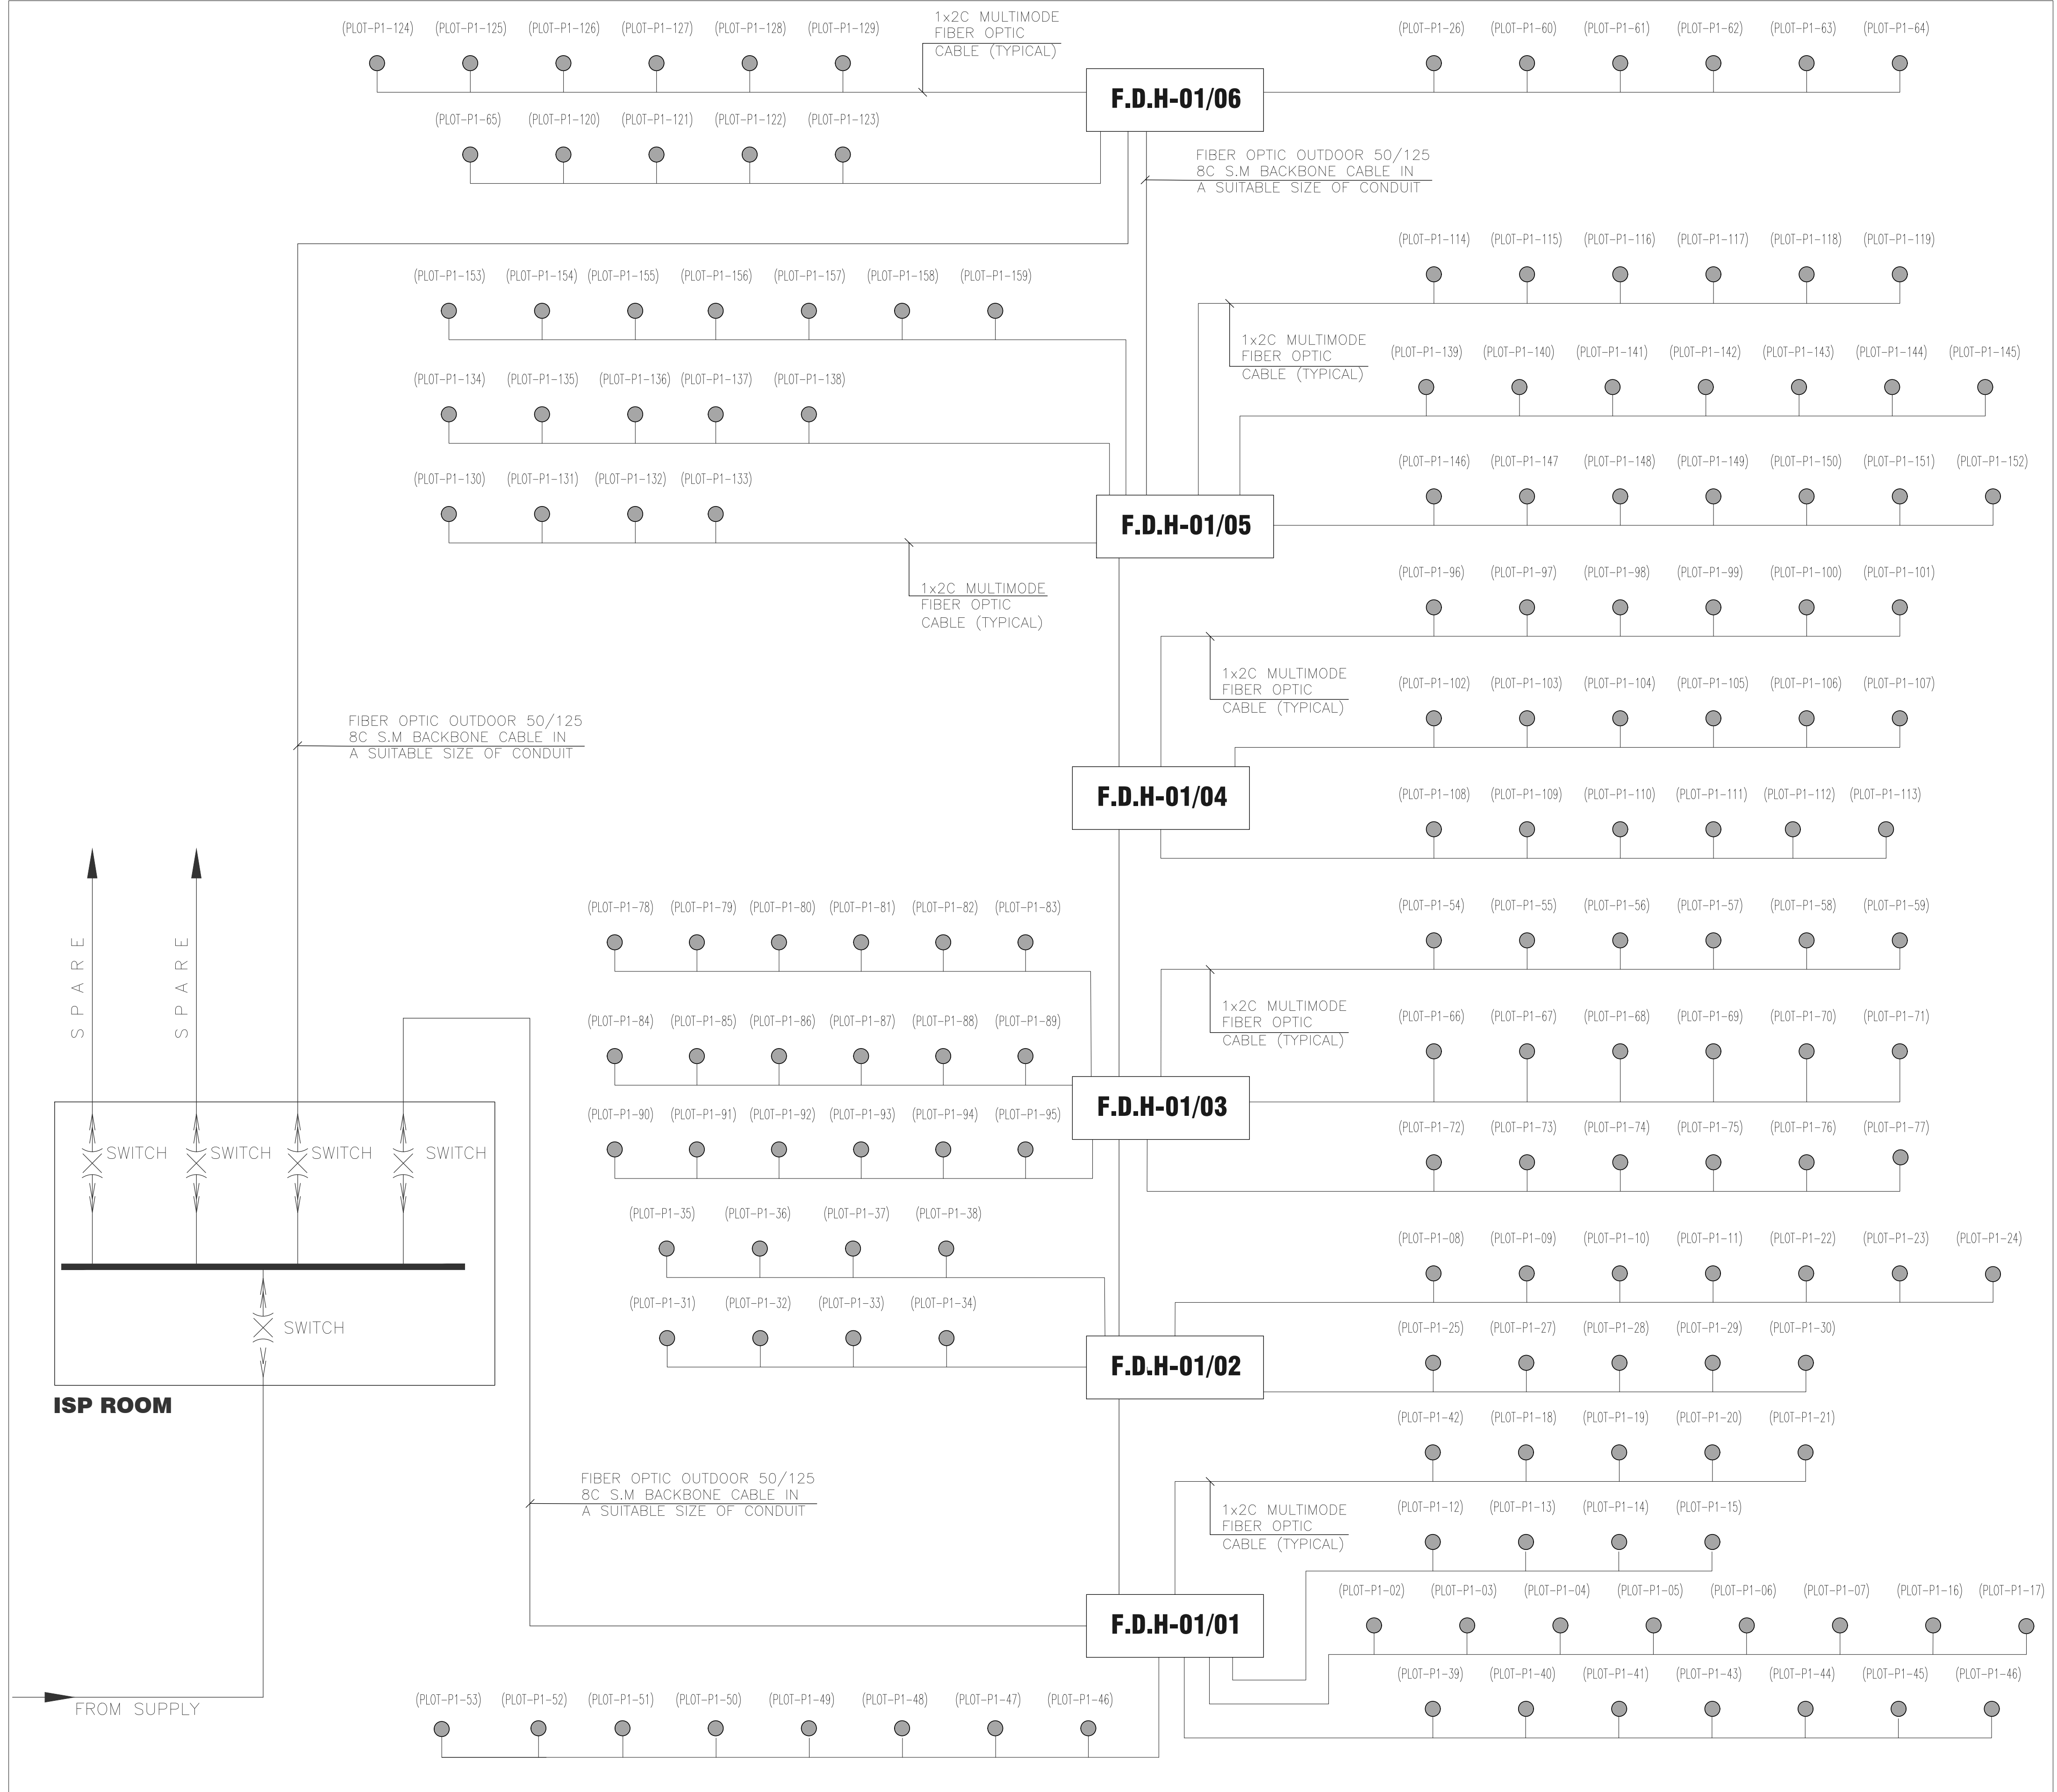 (PLOT-P1-124) (PLOT-P1-125) (PLOT-P1-126) (PLOT-P1-127) (PLOT-P1-128) (PLOT-P1-129)
1x2C MULTIMODE
FIBER OPTIC
CABLE (TYPICAL)
(PLOT-P1-26) (PLOT-P1-60) (PLOT-P1-61) (PLOT-P1-62) (PLOT-P1-63) (PLOT-P1-64)
F.D.H-01/06
(PLOT-P1-65) (PLOT-P1-120) (PLOT-P1-121) (PLOT-P1-122) (PLOT-P1-123)
FIBER OPTIC OUTDOOR 50/125
8C S.M BACKBONE CABLE IN
A SUITABLE SIZE OF CONDUIT
(PLOT-P1-114) (PLOT-P1-115) (PLOT-P1-116) (PLOT-P1-117) (PLOT-P1-118) (PLOT-P1-119)
(PLOT-P1-153) (PLOT-P1-154) (PLOT-P1-155) (PLOT-P1-156) (PLOT-P1-157) (PLOT-P1-158) (PLOT-P1-159)
1x2C MULTIMODE
FIBER OPTIC
CABLE (TYPICAL)
(PLOT-P1-139) (PLOT-P1-140) (PLOT-P1-141) (PLOT-P1-142) (PLOT-P1-143) (PLOT-P1-144) (PLOT-P1-145)
(PLOT-P1-134) (PLOT-P1-135) (PLOT-P1-136) (PLOT-P1-137) (PLOT-P1-138)
(PLOT-P1-146) (PLOT-P1-147 (PLOT-P1-148) (PLOT-P1-149) (PLOT-P1-150) (PLOT-P1-151) (PLOT-P1-152)
(PLOT-P1-130) (PLOT-P1-131) (PLOT-P1-132) (PLOT-P1-133)
F.D.H-01/05
1x2C MULTIMODE
FIBER OPTIC
CABLE (TYPICAL)
(PLOT-P1-96) (PLOT-P1-97) (PLOT-P1-98) (PLOT-P1-99) (PLOT-P1-100) (PLOT-P1-101)
1x2C MULTIMODE
FIBER OPTIC
CABLE (TYPICAL)
(PLOT-P1-102) (PLOT-P1-103) (PLOT-P1-104) (PLOT-P1-105) (PLOT-P1-106) (PLOT-P1-107)
FIBER OPTIC OUTDOOR 50/125
8C S.M BACKBONE CABLE IN
A SUITABLE SIZE OF CONDUIT
F.D.H-01/04
(PLOT-P1-108) (PLOT-P1-109) (PLOT-P1-110) (PLOT-P1-111) (PLOT-P1-112) (PLOT-P1-113)
(PLOT-P1-78) (PLOT-P1-79) (PLOT-P1-80) (PLOT-P1-81) (PLOT-P1-82) (PLOT-P1-83)
(PLOT-P1-54) (PLOT-P1-55) (PLOT-P1-56) (PLOT-P1-57) (PLOT-P1-58) (PLOT-P1-59)
SPARE
SPARE
1x2C MULTIMODE
FIBER OPTIC
CABLE (TYPICAL)
(PLOT-P1-84) (PLOT-P1-85) (PLOT-P1-86) (PLOT-P1-87) (PLOT-P1-88) (PLOT-P1-89)
(PLOT-P1-66) (PLOT-P1-67) (PLOT-P1-68) (PLOT-P1-69) (PLOT-P1-70) (PLOT-P1-71)
F.D.H-01/03
(PLOT-P1-90) (PLOT-P1-91) (PLOT-P1-92) (PLOT-P1-93) (PLOT-P1-94) (PLOT-P1-95)
(PLOT-P1-72) (PLOT-P1-73) (PLOT-P1-74) (PLOT-P1-75) (PLOT-P1-76) (PLOT-P1-77)
SWITCH SWITCH SWITCH SWITCH
(PLOT-P1-35) (PLOT-P1-36) (PLOT-P1-37) (PLOT-P1-38)
(PLOT-P1-08) (PLOT-P1-09) (PLOT-P1-10) (PLOT-P1-11) (PLOT-P1-22) (PLOT-P1-23) (PLOT-P1-24)
(PLOT-P1-31) (PLOT-P1-32) (PLOT-P1-33) (PLOT-P1-34)
SWITCH
(PLOT-P1-25) (PLOT-P1-27) (PLOT-P1-28) (PLOT-P1-29) (PLOT-P1-30)
F.D.H-01/02
ISP ROOM
(PLOT-P1-42) (PLOT-P1-18) (PLOT-P1-19) (PLOT-P1-20) (PLOT-P1-21)
FIBER OPTIC OUTDOOR 50/125
8C S.M BACKBONE CABLE IN
A SUITABLE SIZE OF CONDUIT
1x2C MULTIMODE
FIBER OPTIC
CABLE (TYPICAL)
(PLOT-P1-12) (PLOT-P1-13) (PLOT-P1-14) (PLOT-P1-15)
(PLOT-P1-02) (PLOT-P1-03) (PLOT-P1-04) (PLOT-P1-05) (PLOT-P1-06) (PLOT-P1-07) (PLOT-P1-16) (PLOT-P1-17)
F.D.H-01/01
(PLOT-P1-39) (PLOT-P1-40) (PLOT-P1-41) (PLOT-P1-43) (PLOT-P1-44) (PLOT-P1-45) (PLOT-P1-46)
FROM SUPPLY
(PLOT-P1-53) (PLOT-P1-52) (PLOT-P1-51) (PLOT-P1-50) (PLOT-P1-49) (PLOT-P1-48) (PLOT-P1-47) (PLOT-P1-46)